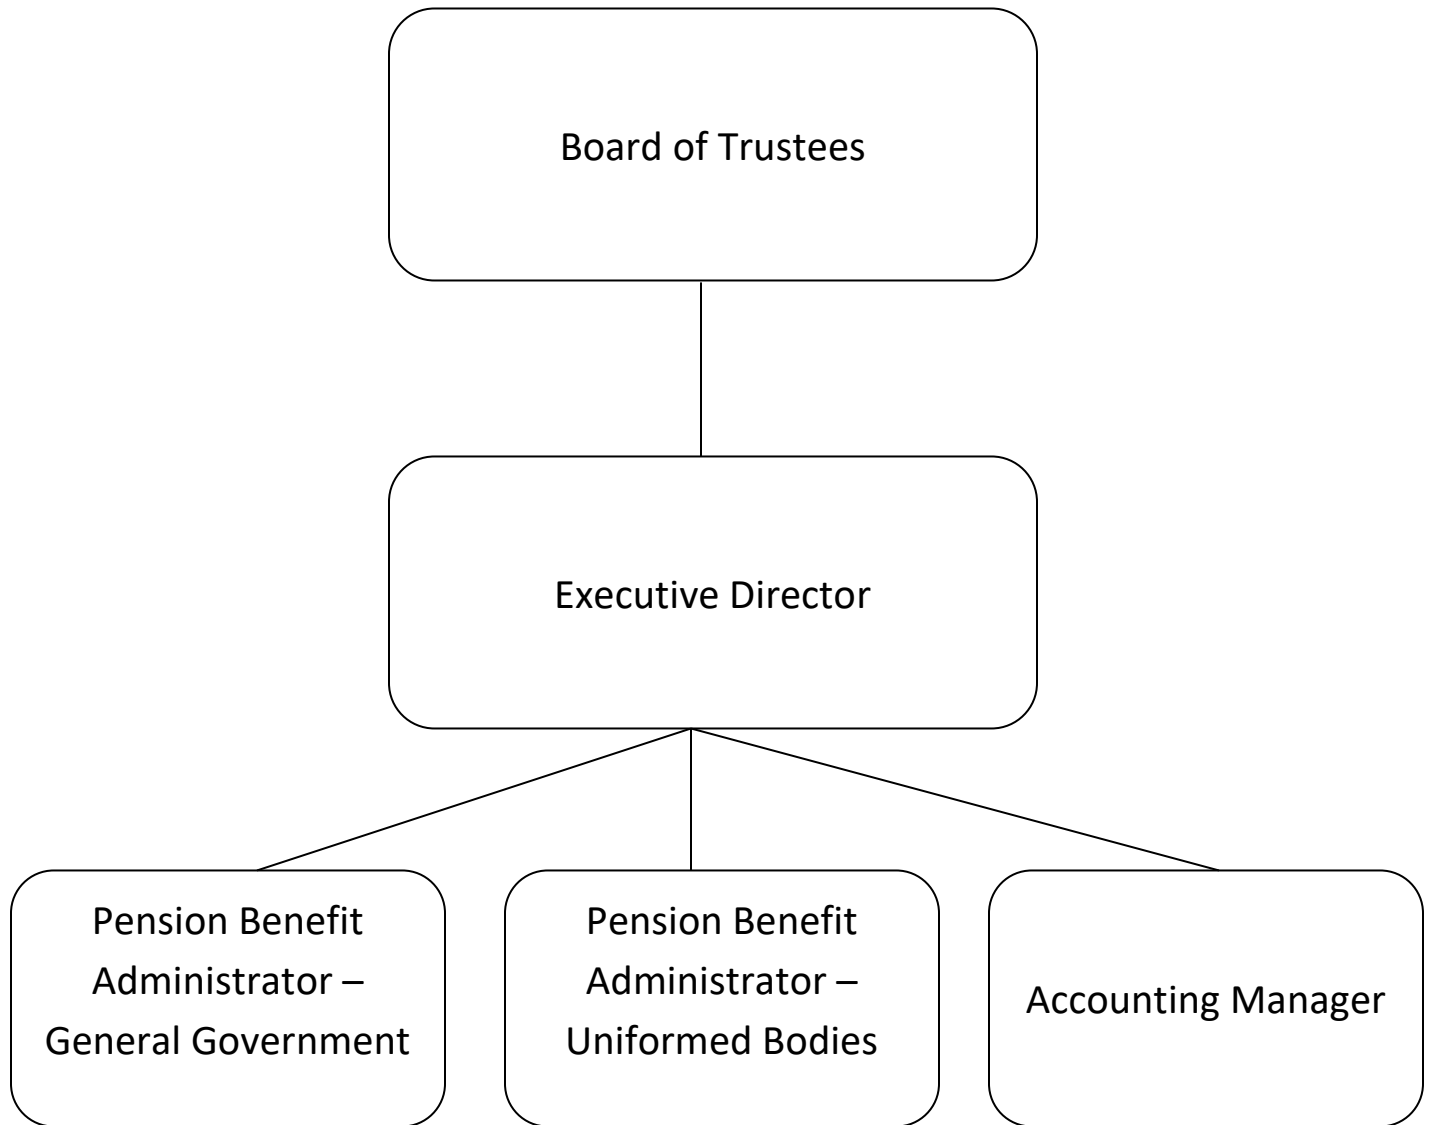 Board of Trustees
Executive Director
Pension Benefit
Administrator –
General Government
Pension Benefit
Administrator –
Uniformed Bodies
Accounting Manager